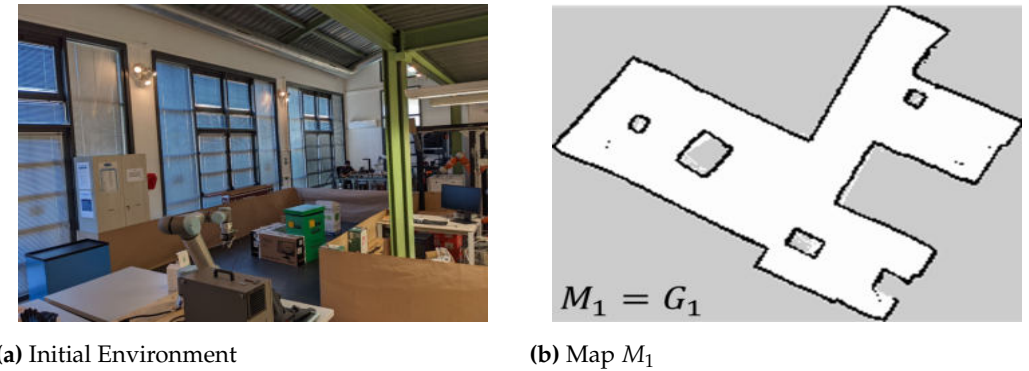 M₁ = G₁
(a) Initial Environment
(b) Map M₁